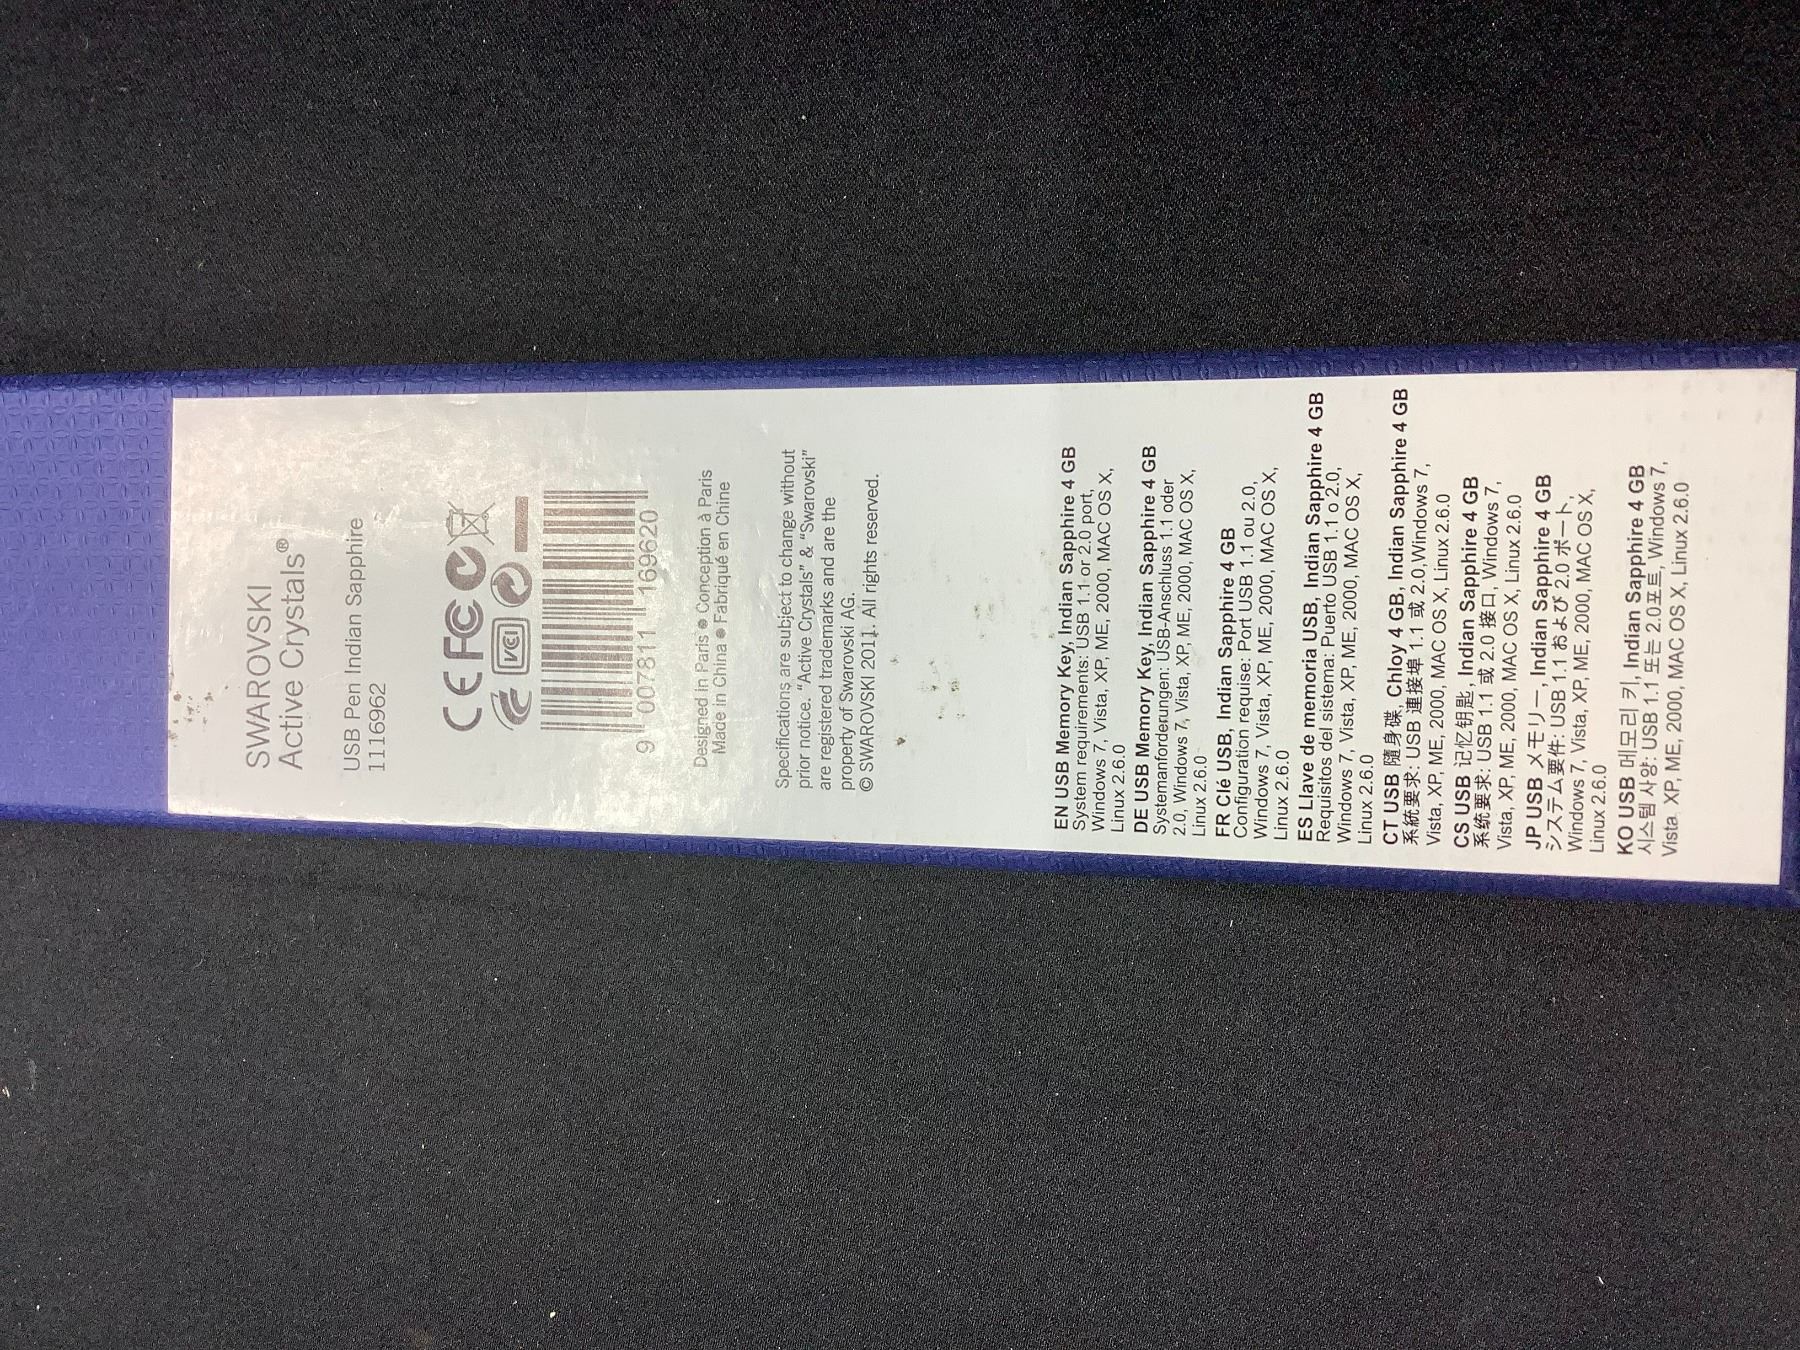 SWAROVSKI
Active Crystals®
USB Pen Indian Sapphire
1116962
CE FC
VCI
9 007811 169620
Designed in Paris ● Conception à Paris
Made in China ● Fabriqué en Chine
Specifications are subject to change without
prior notice. “Active Crystals” & “Swarovski”
are registered trademarks and are the
property of Swarovski AG.
© SWAROVSKI 2011. All rights reserved.
EN USB Memory Key, Indian Sapphire 4 GB
System requirements: USB 1.1 or 2.0 port,
Windows 7, Vista, XP, ME, 2000, MAC OS X,
Linux 2.6.0
DE USB Memory Key, Indian Sapphire 4 GB
Systemanforderungen: USB-Anschluss 1.1 oder
2.0, Windows 7, Vista, XP, ME, 2000, MAC OS X,
Linux 2.6.0
FR Clé USB, Indian Sapphire 4 GB
Configuration requise: Port USB 1.1 ou 2.0,
Windows 7, Vista, XP, ME, 2000, MAC OS X,
Linux 2.6.0
ES Llave de memoria USB, Indian Sapphire 4 GB
Requisitos del sistema: Puerto USB 1.1 o 2.0,
Windows 7, Vista, XP, ME, 2000, MAC OS X,
Linux 2.6.0
CT USB 隨身碟, Chloy 4 GB, Indian Sapphire 4 GB
系統要求: USB 連接埠 1.1 或 2.0,Windows 7,
Vista, XP, ME, 2000, MAC OS X, Linux 2.6.0
CS USB 记忆钥匙, Indian Sapphire 4 GB
系统要求: USB 1.1 或 2.0 接口, Windows 7,
Vista, XP, ME, 2000, MAC OS X, Linux 2.6.0
JP USB メモリー, Indian Sapphire 4 GB
システム要件: USB 1.1 および 2.0 ポート,
Windows 7, Vista, XP, ME, 2000, MAC OS X,
Linux 2.6.0
KO USB 메모리 키, Indian Sapphire 4 GB
시스템 사양: USB 1.1 또는 2.0포트, Windows 7,
Vista, XP, ME, 2000, MAC OS X, Linux 2.6.0